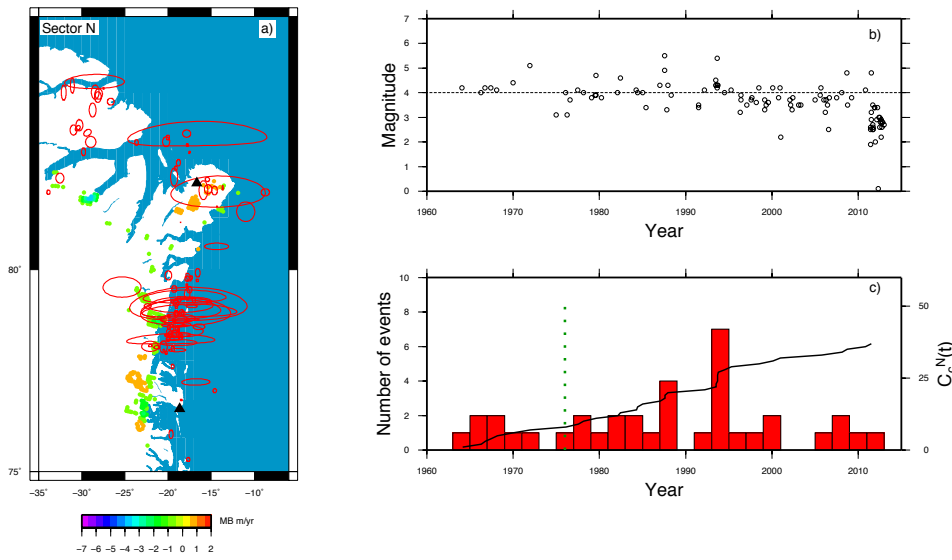 Sector N
a)
80°
75°
−35° −30° −25° −20° −15° −10°
MB m/yr
−7 −6 −5 −4 −3 −2 −1 0 1 2
b)
Magnitude
7
6
5
4
3
2
1
0
1960 1970 1980 1990 2000 2010
Year
c)
Number of events
10
8
6
4
2
0
50
25
0
CcN(t)
1960 1970 1980 1990 2000 2010
Year